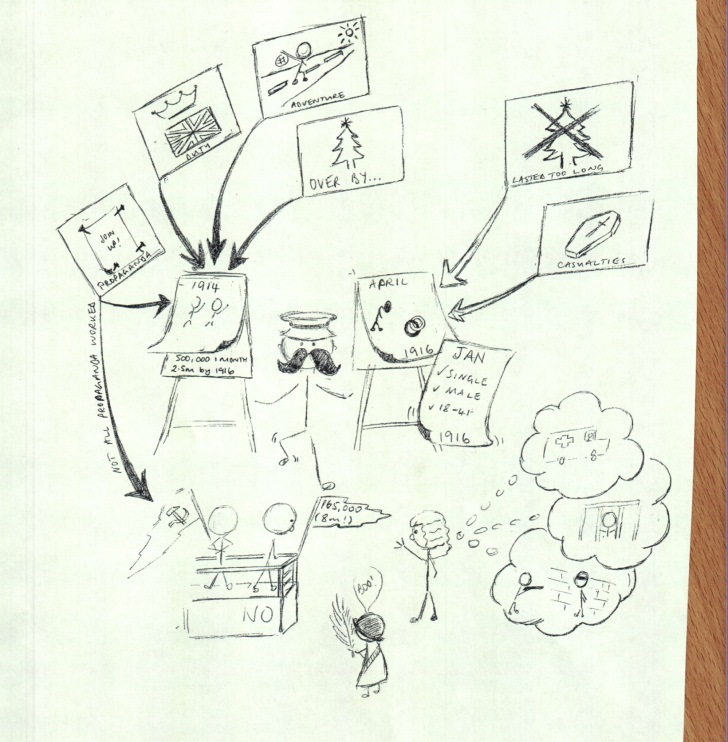 ADVENTURE
DUTY
OVER BY...
JOIN
UP!
PROPAGANDA
LASTED TOO LONG
CASUALTIES
1914
500,000 1 MONTH
2.5m by 1916
APRIL
1916
JAN
✓ SINGLE
✓ MALE
✓ 18-41
1916
NOT ALL PROPAGANDA WORKED
165,000
(8m!)
NO
BOO!